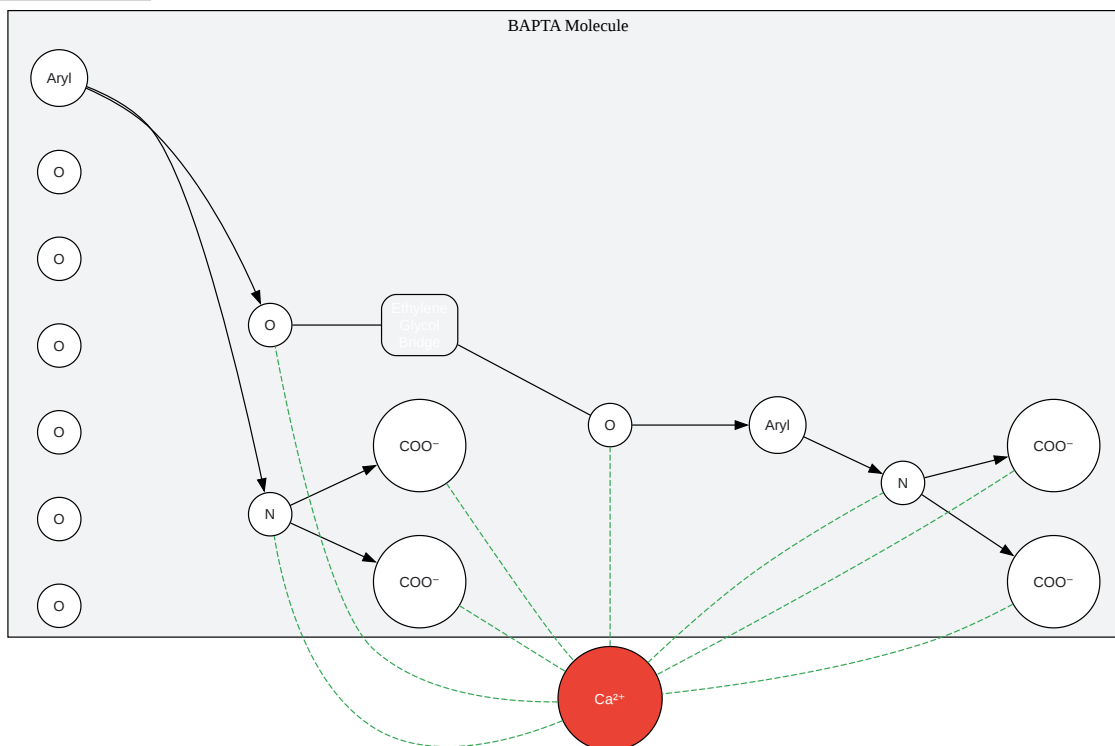 BAPTA Molecule
Aryl
O
O
O
O
Ethylene
Glycol
Bridge
O
O
Aryl
COO⁻
COO⁻
N
N
O
COO⁻
COO⁻
O
Ca²⁺